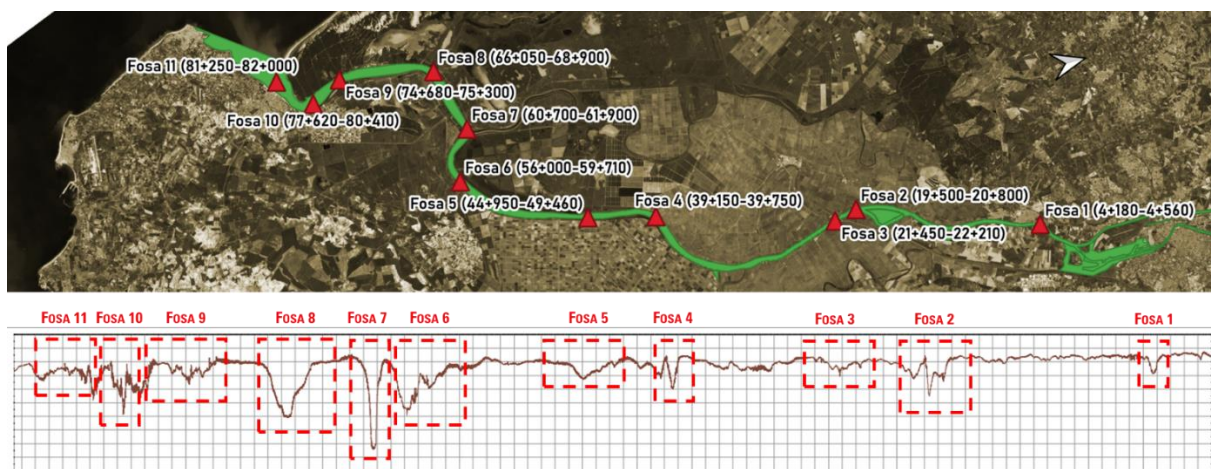 Fosa 8 (66+050-68+900)
Fosa 11 (81+250-82+000)
Fosa 9 (74+680-75+300)
Fosa 10 (77+620-80+410)
Fosa 7 (60+700-61+900)
Fosa 6 (56+000-59+710)
Fosa 5 (44+950-49+460)
Fosa 4 (39+150-39+750)
Fosa 2 (19+500-20+800)
Fosa 1 (4+180-4+560)
Fosa 3 (21+450-22+210)
FOSA 11 FOSA 10 FOSA 9 FOSA 8 FOSA 7 FOSA 6 FOSA 5 FOSA 4 FOSA 3 FOSA 2 FOSA 1